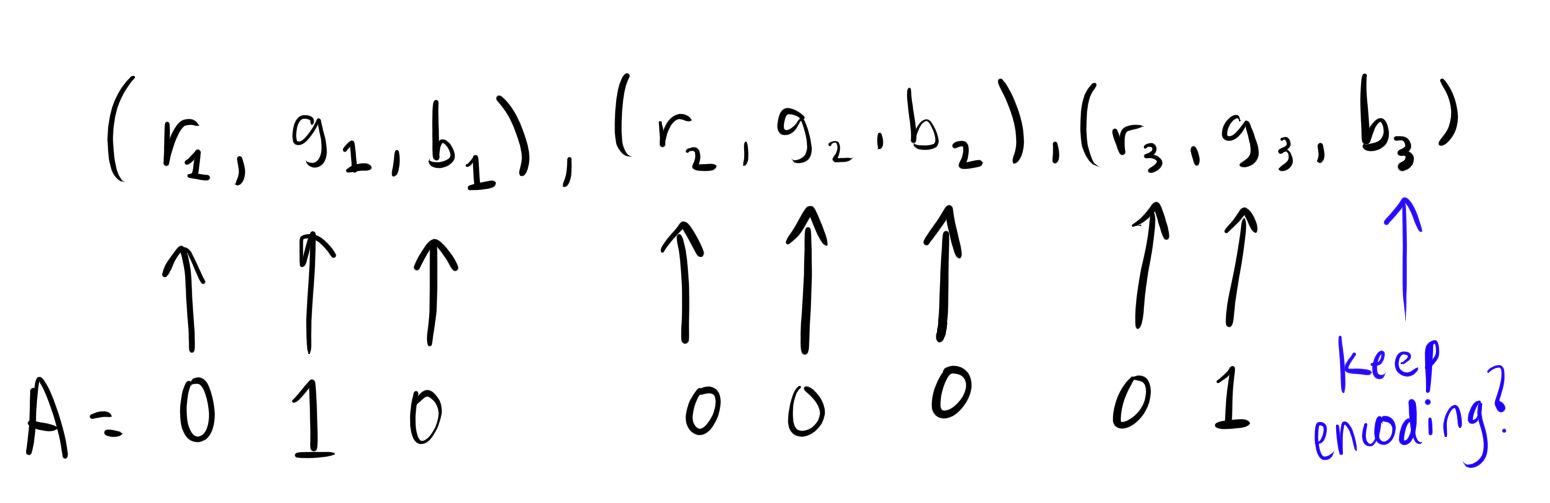 (r₁, g₁, b₁), (r₂, g₂, b₂), (r₃, g₃, b₃)
A = 0 1 0 0 0 0 0 1
keep
encoding?